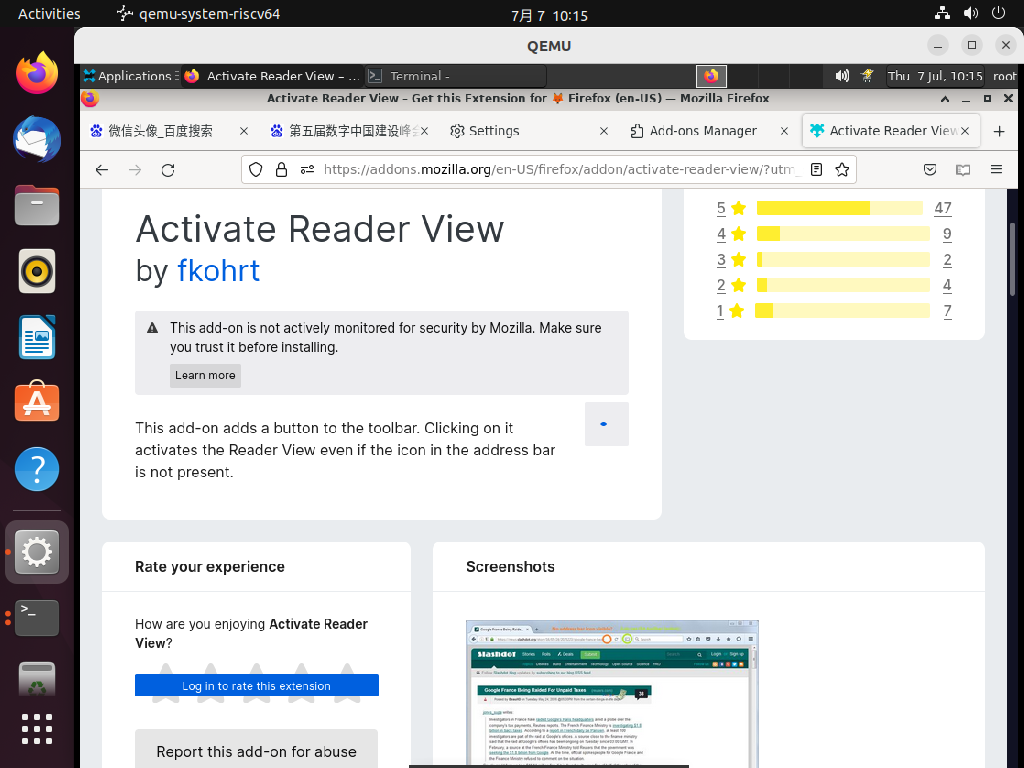 Activities
qemu-system-riscv64
7月 7 10:15
QEMU
Applications
Activate Reader View – ...
Terminal -
Thu 7 Jul, 10:15
root
Activate Reader View – Get this Extension for 🦊 Firefox (en-US) — Mozilla Firefox
微信头像_百度搜索
第五届数字中国建设峰会
Settings
Add-ons Manager
Activate Reader View
https://addons.mozilla.org/en-US/firefox/addon/activate-reader-view/?utm_
Activate Reader View
by fkohrt
This add-on is not actively monitored for security by Mozilla. Make sure
you trust it before installing.
Learn more
This add-on adds a button to the toolbar. Clicking on it
activates the Reader View even if the icon in the address bar
is not present.
5 47
4 9
3 2
2 4
1 7
Rate your experience
How are you enjoying Activate Reader
View?
Log in to rate this extension
Report this add-on for abuse
Screenshots
Slashdot
Google France Being Raided For Unpaid Taxes